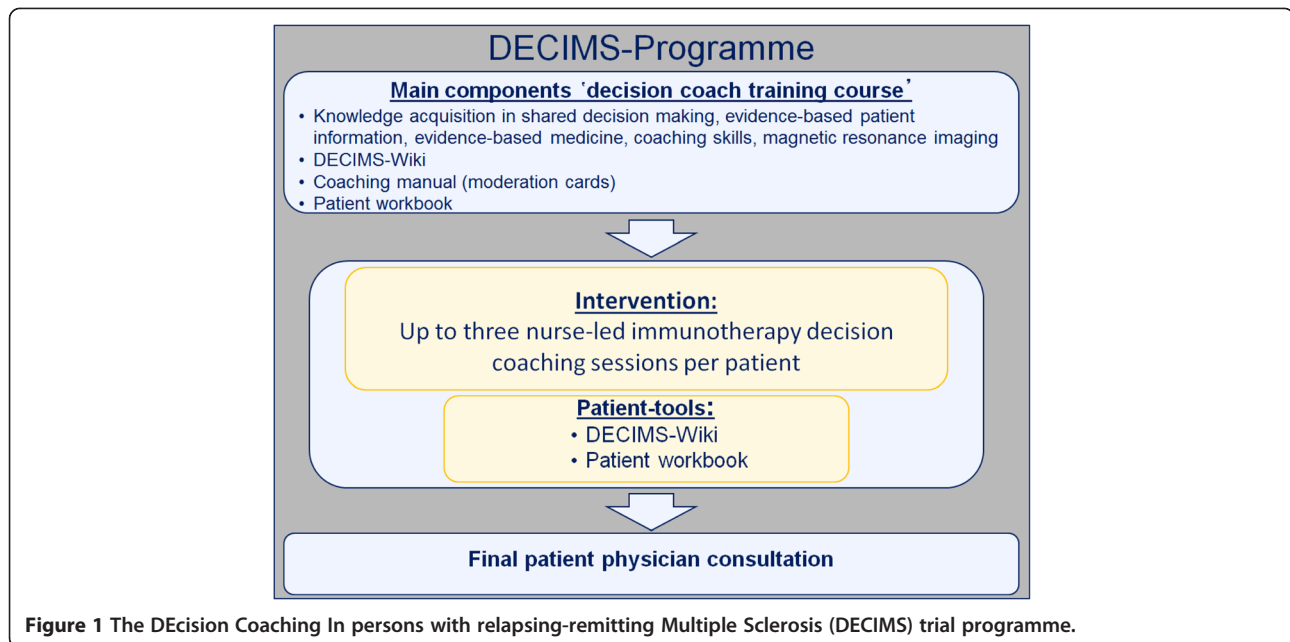 DECIMS-Programme
Main components ‘decision coach training course’
• Knowledge acquisition in shared decision making, evidence-based patient
information, evidence-based medicine, coaching skills, magnetic resonance imaging
• DECIMS-Wiki
• Coaching manual (moderation cards)
• Patient workbook
Intervention:
Up to three nurse-led immunotherapy decision
coaching sessions per patient
Patient-tools:
• DECIMS-Wiki
• Patient workbook
Final patient physician consultation
Figure 1 The DEcision Coaching In persons with relapsing-remitting Multiple Sclerosis (DECIMS) trial programme.